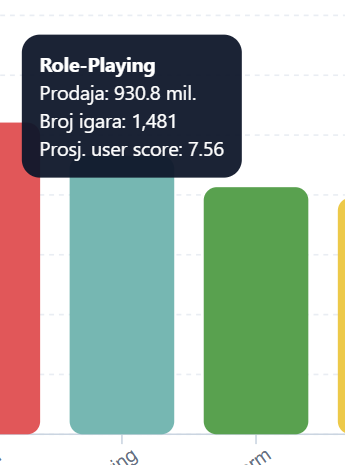 Role-Playing
Prodaja: 930.8 mil.
Broj igara: 1,481
Prosj. user score: 7.56